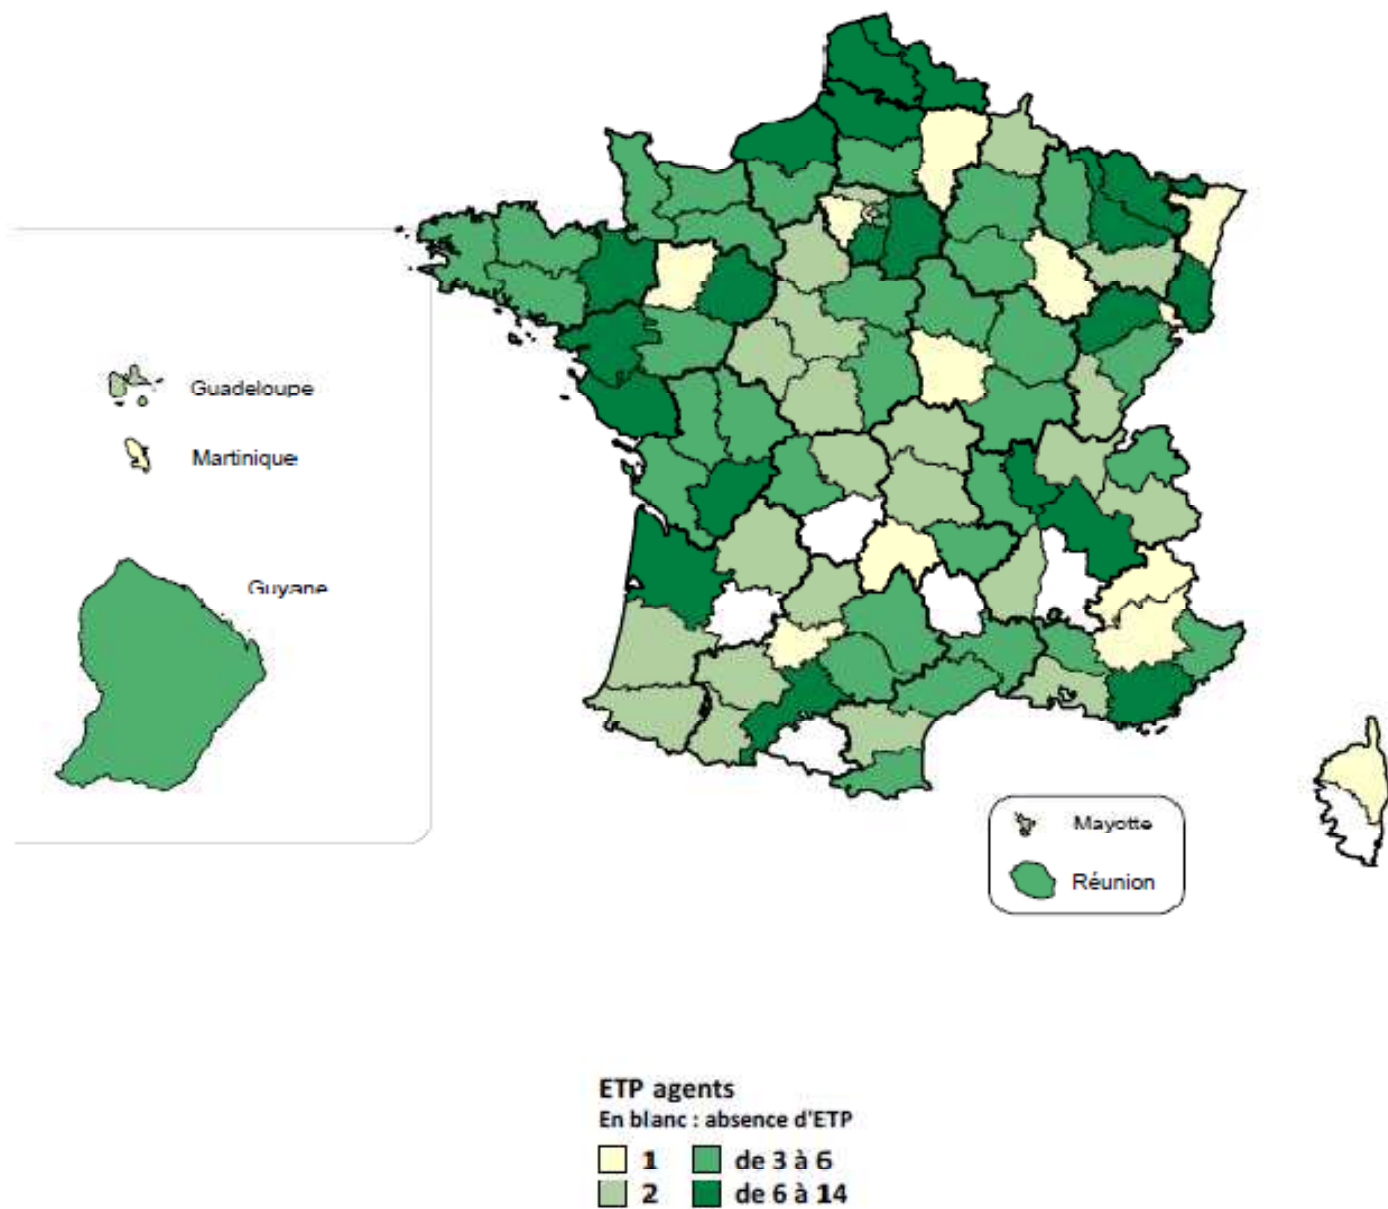 Guadeloupe
Martinique
Guyane
Mayotte
Réunion
ETP agents
En blanc : absence d'ETP
1 de 3 à 6
2 de 6 à 14